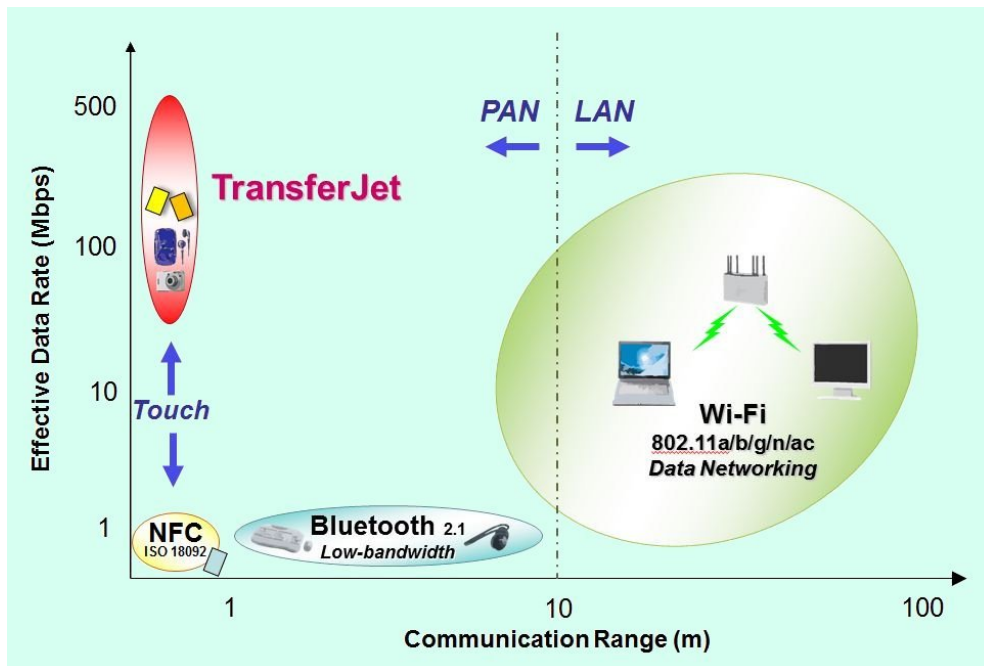 500
PAN
LAN
TransferJet
100
Effective Data Rate (Mbps)
10
Touch
Wi-Fi
802.11a/b/g/n/ac
Data Networking
1
NFC
ISO 18092
Bluetooth 2.1
Low-bandwidth
1
10
100
Communication Range (m)